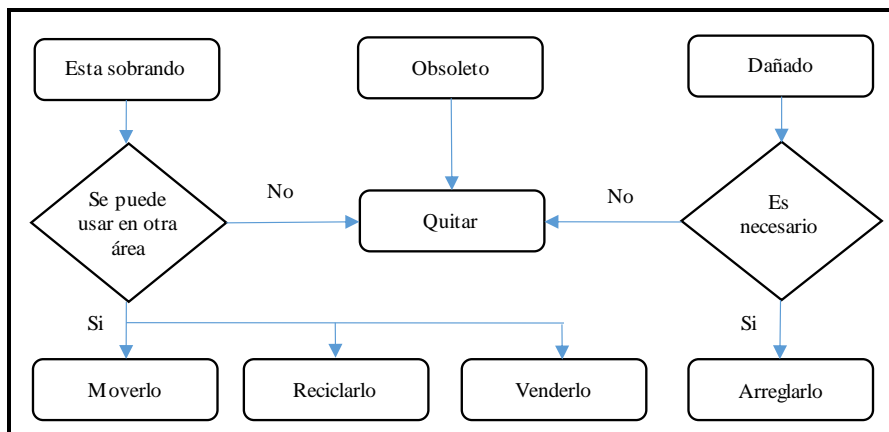 Esta sobrando
Obsoleto
Dañado
Se puede
usar en otra
área
No
Quitar
No
Es
necesario
Si
Si
Moverlo
Reciclarlo
Venderlo
Arreglarlo